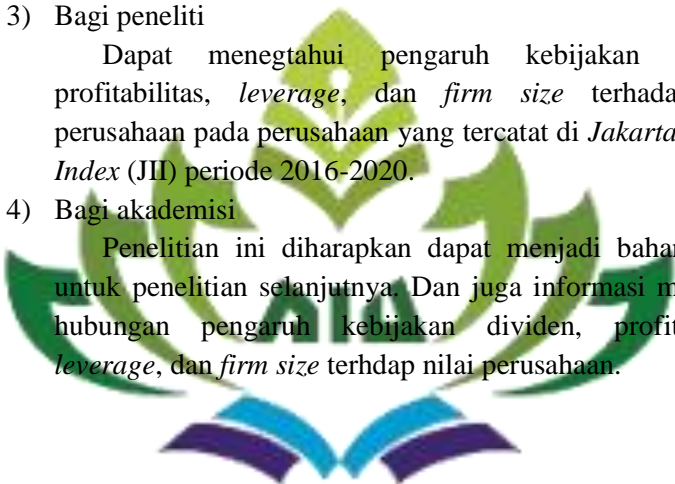 3) Bagi peneliti
Dapat menegtahui pengaruh kebijakan
profitabilitas, leverage, dan firm size terhada
perusahaan pada perusahaan yang tercatat di Jakarta
Index (JII) periode 2016-2020.
4) Bagi akademisi
Penelitian ini diharapkan dapat menjadi bahan
untuk penelitian selanjutnya. Dan juga informasi m
hubungan pengaruh kebijakan dividen, profit
leverage, dan firm size terhdap nilai perusahaan.